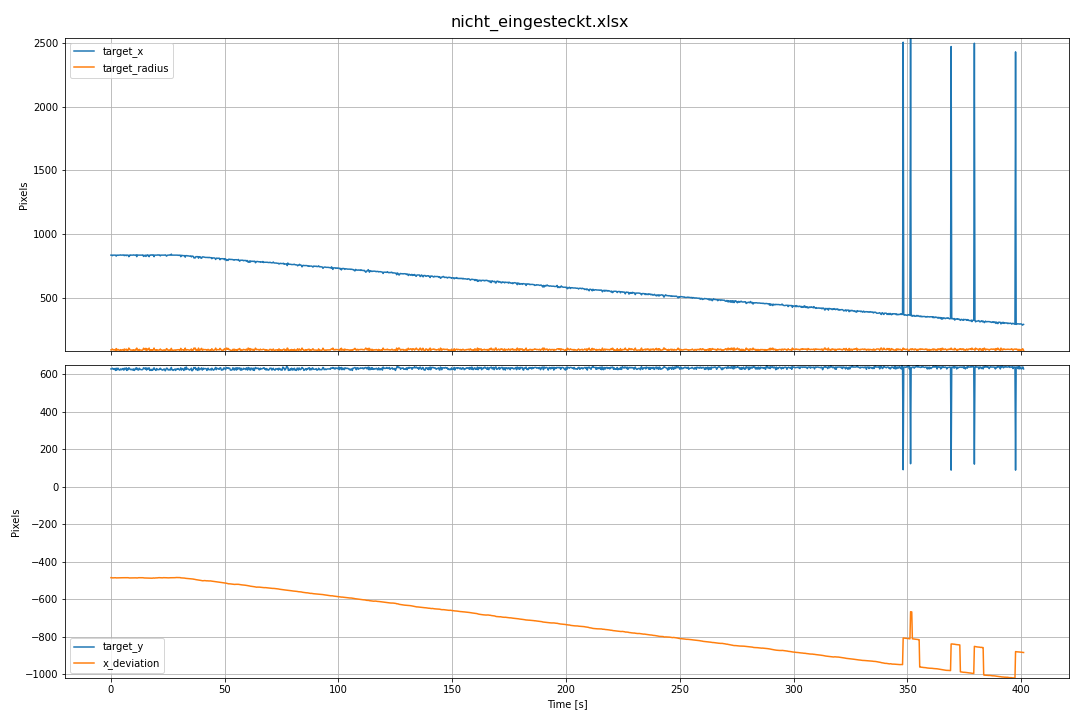 nicht_eingesteckt.xlsx
2500
target_x
target_radius
2000
1500
Pixels
1000
500
600
400
200
0
Pixels
−200
−400
−600
−800
target_y
x_deviation
−1000
0 50 100 150 200 250 300 350 400
Time [s]